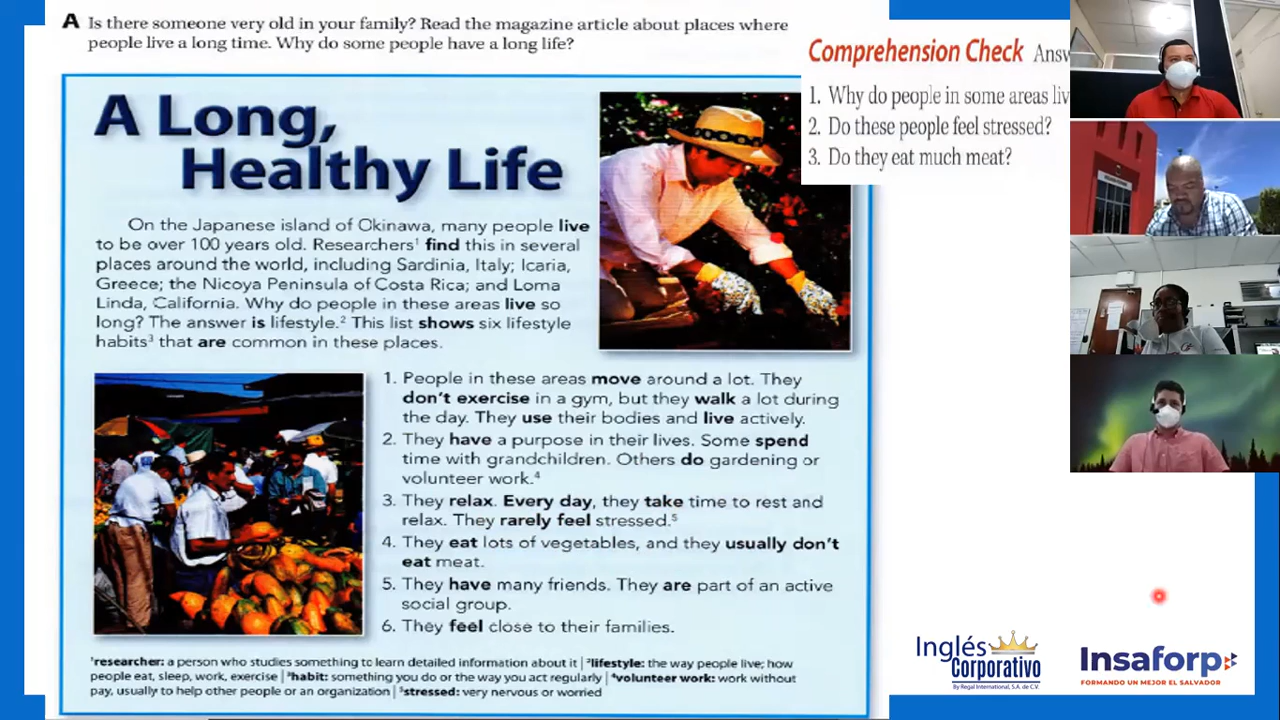 A Is there someone very old in your family? Read the magazine article about places where
people live a long time. Why do some people have a long life?
Comprehension Check
1. Why do people in some areas
2. Do these people feel stressed?
3. Do they eat much meat?
A Long,
Healthy Life
On the Japanese island of Okinawa, many people live
to be over 100 years old. Researchers¹ find this in several
places around the world, including Sardinia, Italy; Icaria,
Greece; the Nicoya Peninsula of Costa Rica; and Loma
Linda, California. Why do people in these areas live so
long? The answer is lifestyle.² This list shows six lifestyle
habits³ that are common in these places.
1. People in these areas move around a lot. They
don't exercise in a gym, but they walk a lot during
the day. They use their bodies and live actively.
2. They have a purpose in their lives. Some spend
time with grandchildren. Others do gardening or
volunteer work.⁴
3. They relax. Every day, they take time to rest and
relax. They rarely feel stressed.⁵
4. They eat lots of vegetables, and they usually don't
eat meat.
5. They have many friends. They are part of an active
social group.
6. They feel close to their families.
¹researcher: a person who studies something to learn detailed information about it | ²lifestyle: the way people live; how
people eat, sleep, work, exercise | ³habit: something you do or the way you act regularly | ⁴volunteer work: work without
pay, usually to help other people or an organization | ⁵stressed: very nervous or worried
Inglés
Corporativo
By Regal International, S.A. de C.V.
Insaforp
FORMANDO UN MEJOR EL SALVADOR